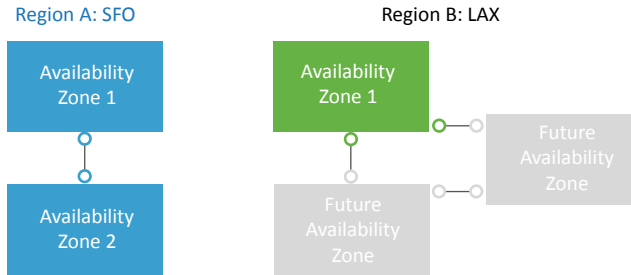 Region A: SFO
Region B: LAX
Availability
Zone 1
Availability
Zone 1
Future
Availability
Zone
Availability
Zone 2
Future
Availability
Zone